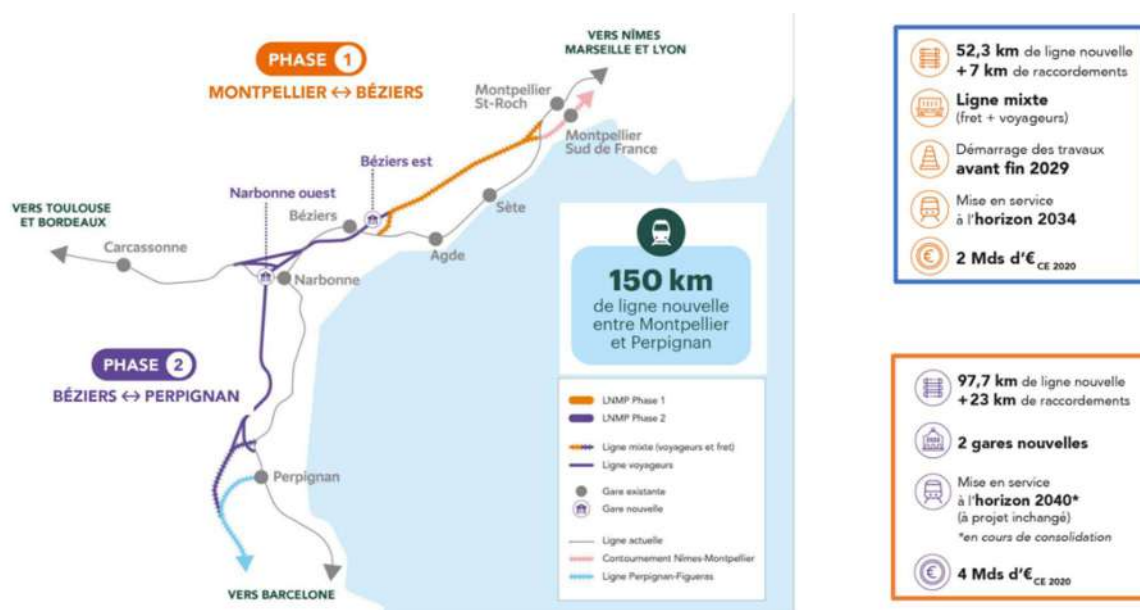 VERS NÎMES
MARSEILLE ET LYON
PHASE 1
MONTPELLIER ↔ BÉZIERS
Montpellier
St-Roch
Montpellier
Sud de France
Béziers est
Narbonne ouest
Béziers
Sète
Agde
VERS TOULOUSE
ET BORDEAUX
Carcassonne
Narbonne
PHASE 2
BÉZIERS ↔ PERPIGNAN
Perpignan
VERS BARCELONE
150 km
de ligne nouvelle
entre Montpellier
et Perpignan
LNMP Phase 1
LNMP Phase 2
Ligne mixte (voyageurs et fret)
Ligne voyageurs
Gare existante
Gare nouvelle
Ligne actuelle
Contournement Nîmes-Montpellier
Ligne Perpignan-Figueras
52,3 km de ligne nouvelle
+7 km de raccordements
Ligne mixte
(fret + voyageurs)
Démarrage des travaux
avant fin 2029
Mise en service
à l'horizon 2034
2 Mds d'€ CE 2020
97,7 km de ligne nouvelle
+23 km de raccordements
2 gares nouvelles
Mise en service
à l'horizon 2040*
(à projet inchangé)
*en cours de consolidation
4 Mds d'€ CE 2020